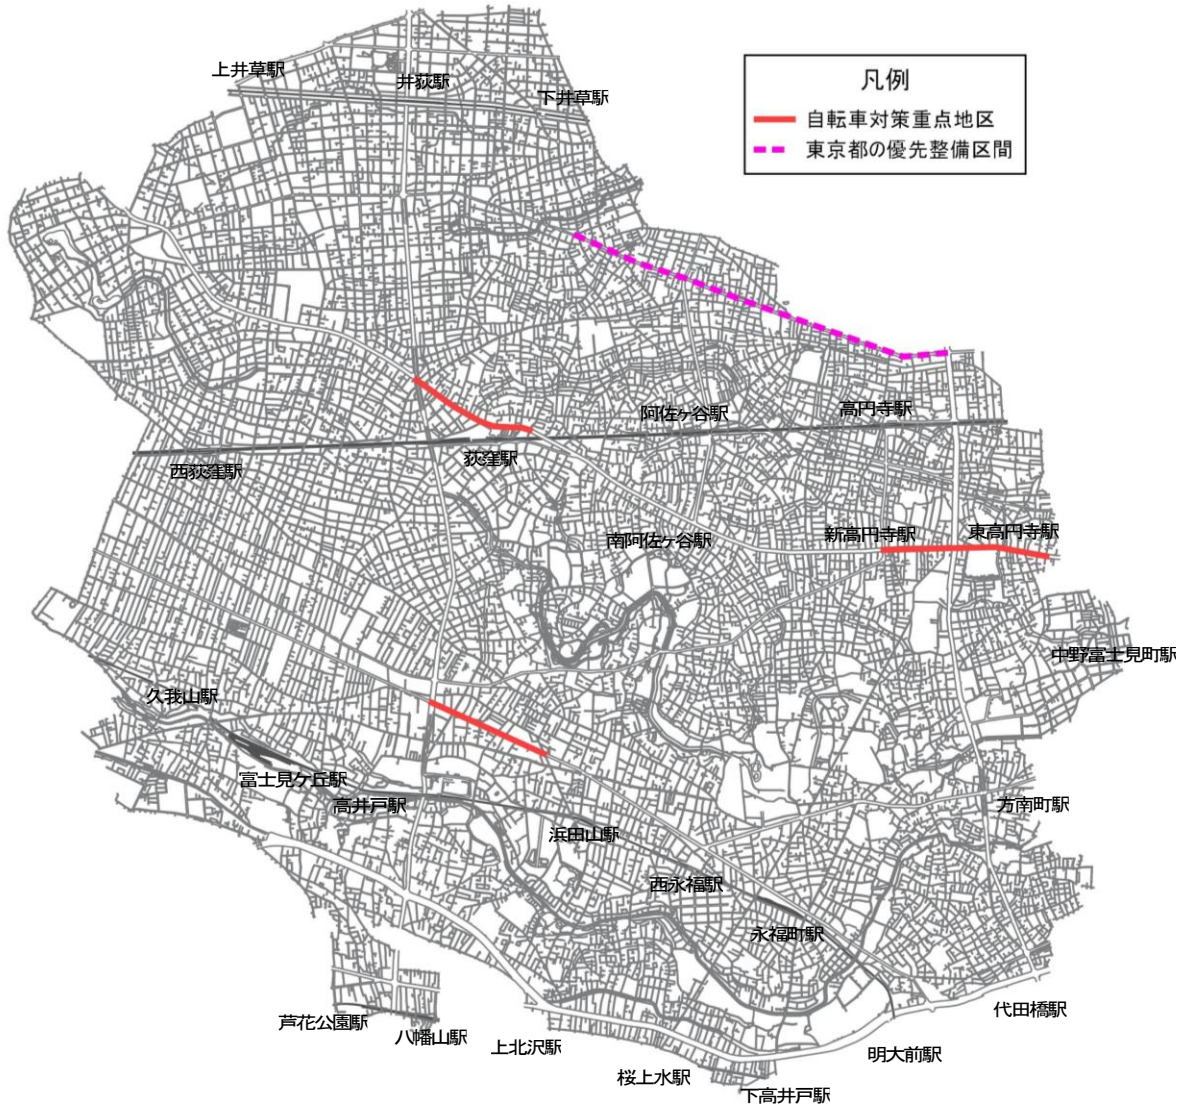 上井草駅
井荻駅
下井草駅
凡例
自転車対策重点地区
東京都の優先整備区間
阿佐ヶ谷駅
高円寺駅
西荻窪駅
荻窪駅
南阿佐ヶ谷駅
新高円寺駅
東高円寺駅
中野富士見町駅
久我山駅
富士見ケ丘駅
高井戸駅
浜田山駅
方南町駅
西永福駅
永福町駅
芦花公園駅
八幡山駅
上北沢駅
桜上水駅
下高井戸駅
明大前駅
代田橋駅